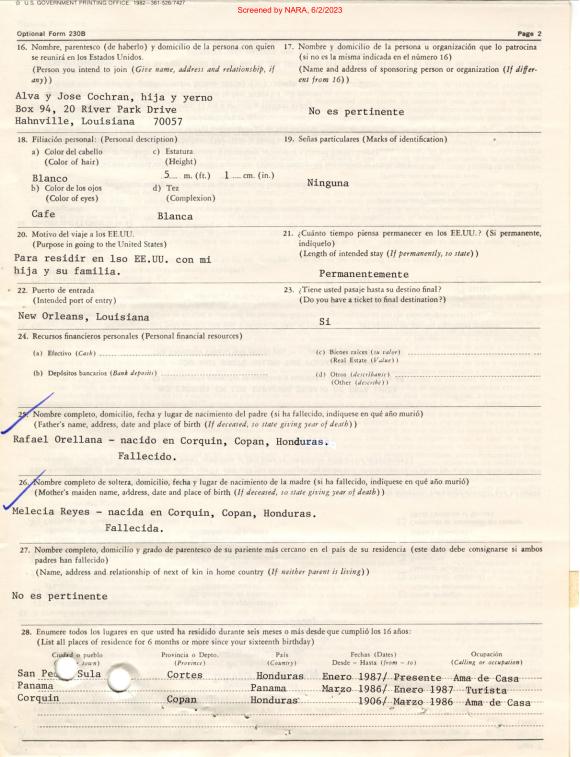 ☆ U.S. GOVERNMENT PRINTING OFFICE 1982-361-526/7427
Screened by NARA, 6/2/2023
Optional Form 230B Page 2
16. Nombre, parentesco (de haberlo) y domicilio de la persona con quien se reunirá en los Estados Unidos.
(Person you intend to join (Give name, address and relationship, if any))
Alva y Jose Cochran, hija y yerno
Box 94, 20 River Park Drive
Hahnville, Louisiana 70057
17. Nombre y domicilio de la persona u organización que lo patrocina (si no es la misma indicada en el número 16)
(Name and address of sponsoring person or organization (If different from 16))
No es pertinente
18. Filiación personal: (Personal description)
a) Color del cabello
(Color of hair)
Blanco
b) Color de los ojos
(Color of eyes)
Cafe
c) Estatura
(Height)
5 m. (ft.) 1 cm. (in.)
d) Tez
(Complexion)
Blanca
19. Señas particulares (Marks of identification)
Ninguna
20. Motivo del viaje a los EE.UU.
(Purpose in going to the United States)
Para residir en lso EE.UU. con mi
hija y su familia.
21. ¿Cuánto tiempo piensa permanecer en los EE.UU.? (Si permanente, indíquelo)
(Length of intended stay (If permanently, so state))
Permanentemente
22. Puerto de entrada
(Intended port of entry)
New Orleans, Louisiana
23. ¿Tiene usted pasaje hasta su destino final?
(Do you have a ticket to final destination?)
Si
24. Recursos financieros personales (Personal financial resources)
(a) Efectivo (Cash)
(b) Depósitos bancarios (Bank deposits)
(c) Bienes raíces (su valor)
(Real Estate (Value))
(d) Otros (descríbanse)
(Other (describe))
25. Nombre completo, domicilio, fecha y lugar de nacimiento del padre (si ha fallecido, indíquese en qué año murió)
(Father's name, address, date and place of birth (If deceased, so state giving year of death))
Rafael Orellana - nacido en Corquin, Copan, Honduras.
Fallecido.
26. Nombre completo de soltera, domicilio, fecha y lugar de nacimiento de la madre (si ha fallecido, indíquese en qué año murió)
(Mother's maiden name, address, date and place of birth (If deceased, so state giving year of death))
Melecia Reyes - nacida en Corquin, Copan, Honduras.
Fallecida.
27. Nombre completo, domicilio y grado de parentesco de su pariente más cercano en el país de su residencia (este dato debe consignarse si ambos padres han fallecido)
(Name, address and relationship of next of kin in home country (If neither parent is living))
No es pertinente
28. Enumere todos los lugares en que usted ha residido durante seis meses o más desde que cumplió los 16 años:
(List all places of residence for 6 months or more since your sixteenth birthday)
Ciudad o pueblo Provincia o Depto. País Fechas (Dates) Ocupación
town) (Province) (Country) Desde - Hasta (from - to) (Calling or occupation)
San Pe Sula Cortes Honduras Enero 1987/ Presente Ama de Casa
Panama Panama Marzo 1986/ Enero 1987 Turista
Corquin Copan Honduras 1906/ Marzo 1986 Ama de Casa